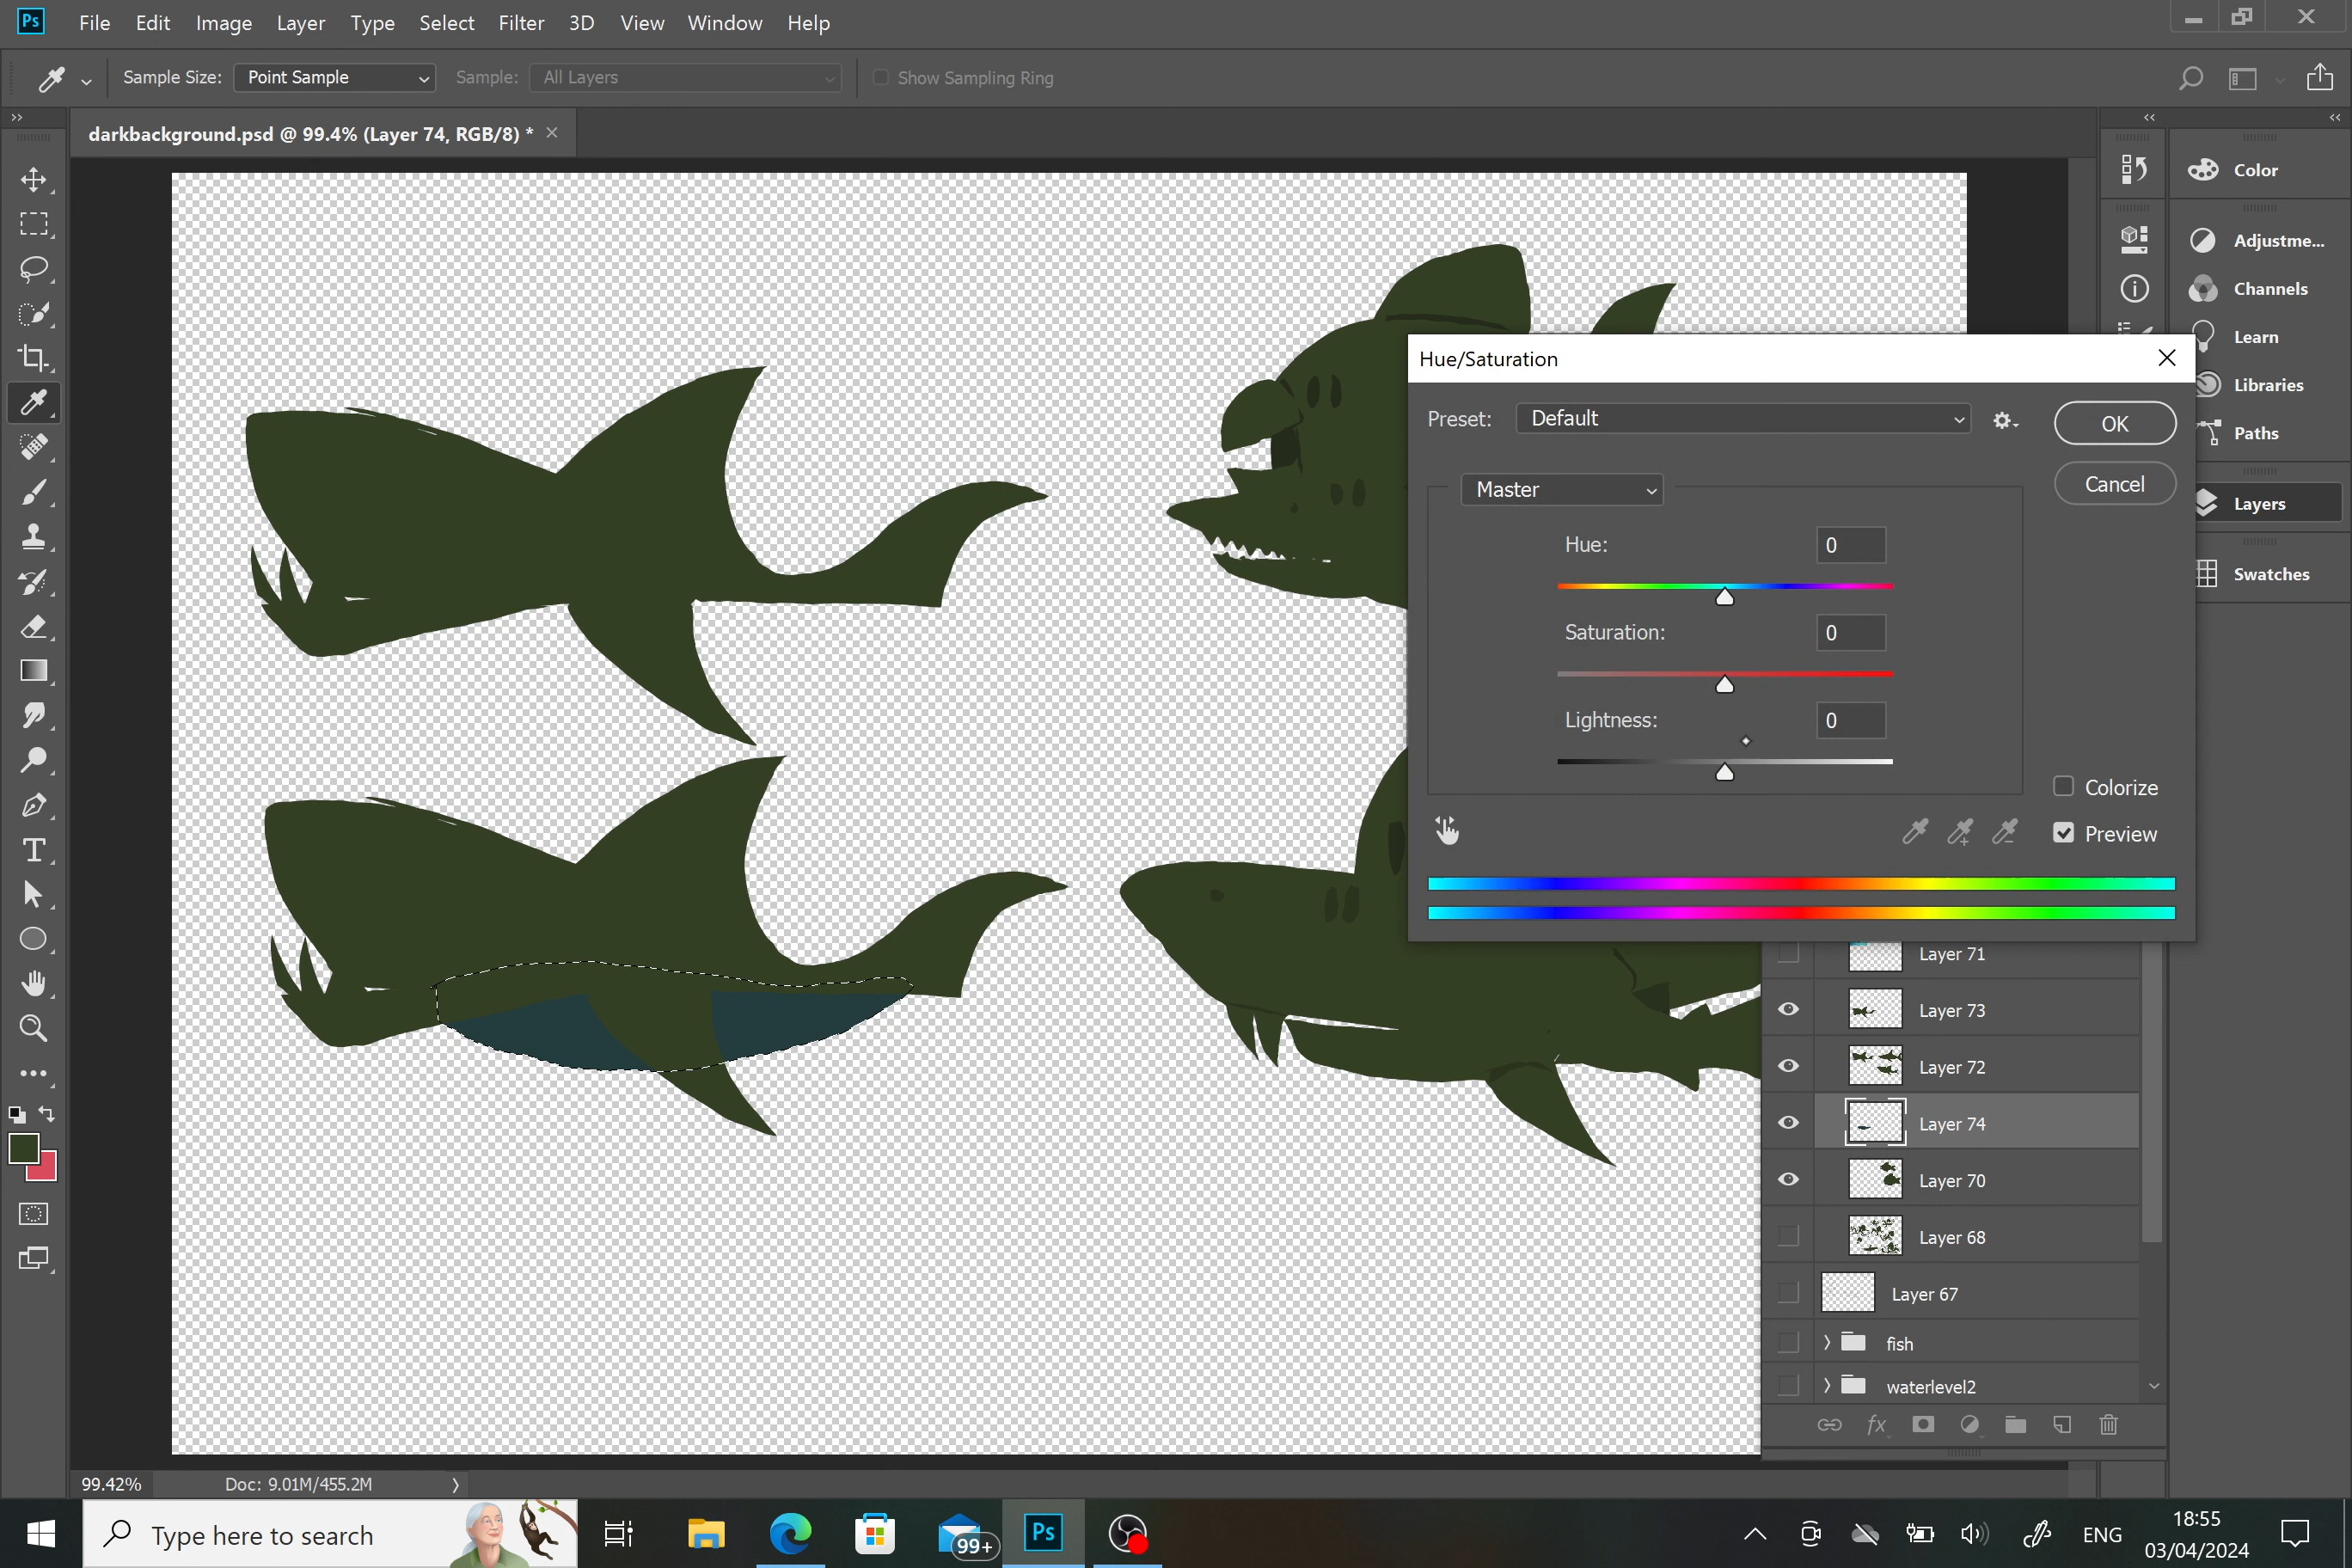 Ps File Edit Image Layer Type Select Filter 3D View Window Help
Sample Size: Point Sample Sample: All Layers Show Sampling Ring
darkbackground.psd @ 99.4% (Layer 74, RGB/8) *
Color
Adjustme...
Channels
Learn
Libraries
Paths
Layers
Swatches
Hue/Saturation
Preset: Default
OK
Cancel
Master
Hue: 0
Saturation: 0
Lightness: 0
Colorize
Preview
Layer 71
Layer 73
Layer 72
Layer 74
Layer 70
Layer 68
Layer 67
fish
waterlevel2
fx
99.42% Doc: 9.01M/455.2M
Type here to search
99+
Ps
ENG
18:55
03/04/2024